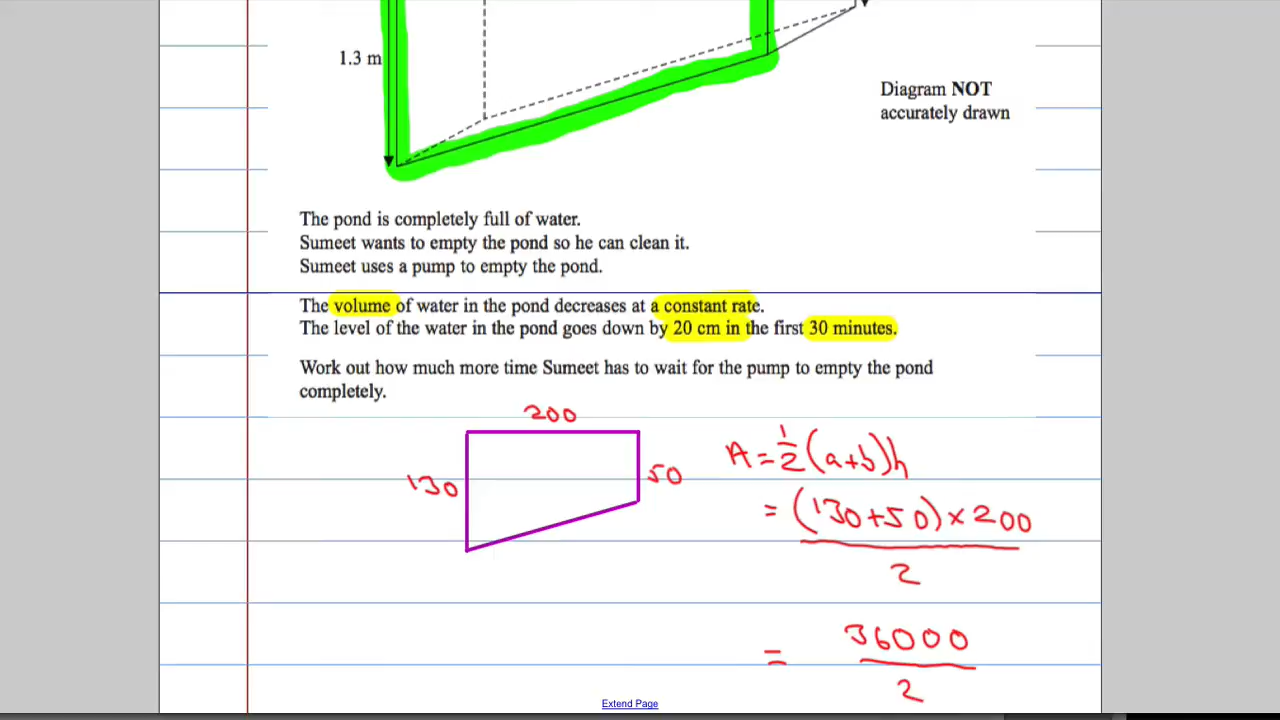 1.3 m
Diagram NOT
accurately drawn
The pond is completely full of water.
Sumeet wants to empty the pond so he can clean it.
Sumeet uses a pump to empty the pond.
The volume of water in the pond decreases at a constant rate.
The level of the water in the pond goes down by 20 cm in the first 30 minutes.
Work out how much more time Sumeet has to wait for the pump to empty the pond
completely.
200
130
50
A = 1/2 (a+b)h
= (130+50) × 200
2
= 36000
2
Extend Page